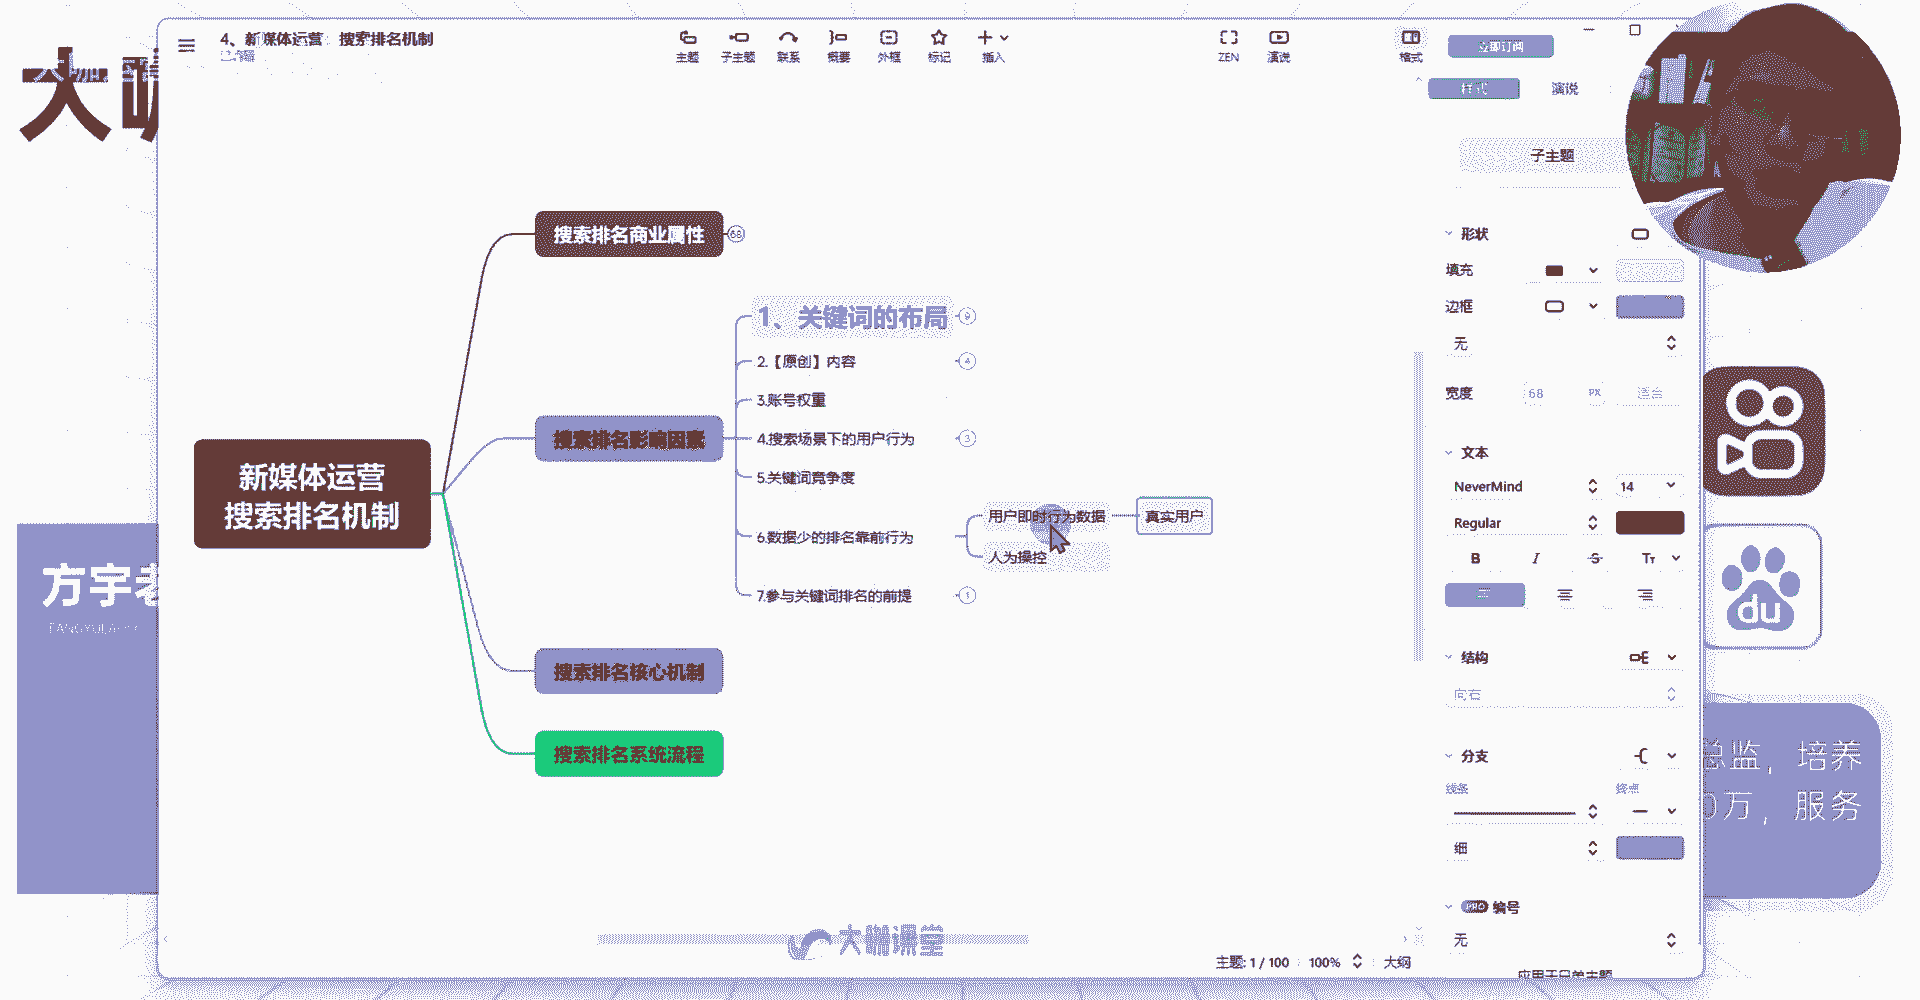 4、新媒体运营 搜索排名机制
已编辑
主题
子主题
联系
概要
外框
标记
插入
ZEN
演说
格式
立即订阅
样式
演说
大咖
子主题
搜索排名商业属性
68
形状
填充
边框
无
1、关键词的布局
9
2.【原创】内容
4
3.账号权重
宽度
68
PX
适合
搜索排名影响因素
4.搜索场景下的用户行为
3
文本
5.关键词竞争度
NeverMind
14
新媒体运营
搜索排名机制
用户即时行为数据
真实用户
Regular
6.数据少的排名靠前行为
人为操控
B
I
S
Tт
7.参与关键词排名的前提
1
方宇老
du
搜索排名核心机制
结构
向右
搜索排名系统流程
分支
总监，培养
线条
终点
0万，服务
细
PRO 编号
无
大咖课堂
主题: 1 / 100
100%
大纲